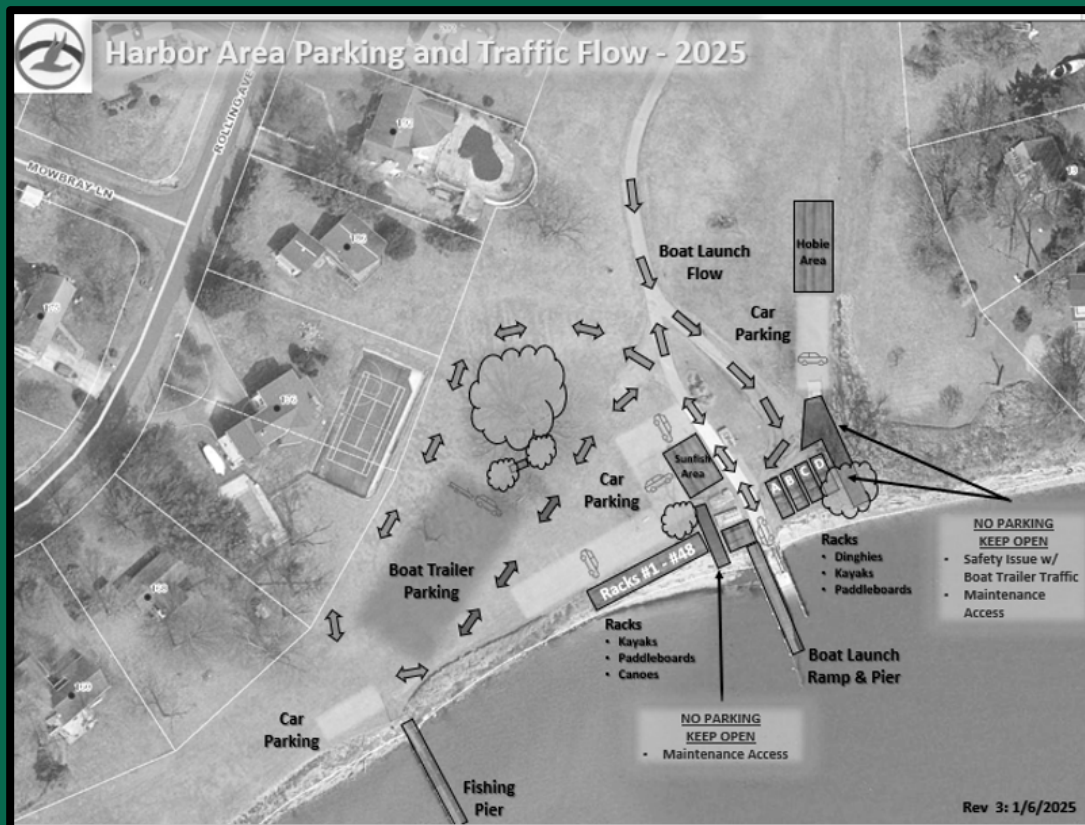 Harbor Area Parking and Traffic Flow - 2025
ROLLING AVE
MOWBRAY LN
192
196
Boat Launch
Flow
Hobie
Area
Car
Parking
Sunfish
Area
Car
Parking
A
B
C
D
Boat Trailer
Parking
Racks #1 - #48
Racks
• Kayaks
• Paddleboards
• Canoes
Racks
• Dinghies
• Kayaks
• Paddleboards
NO PARKING
KEEP OPEN
- Safety Issue w/
Boat Trailer Traffic
- Maintenance
Access
Boat Launch
Ramp & Pier
NO PARKING
KEEP OPEN
- Maintenance Access
Car
Parking
Fishing
Pier
Rev 3: 1/6/2025